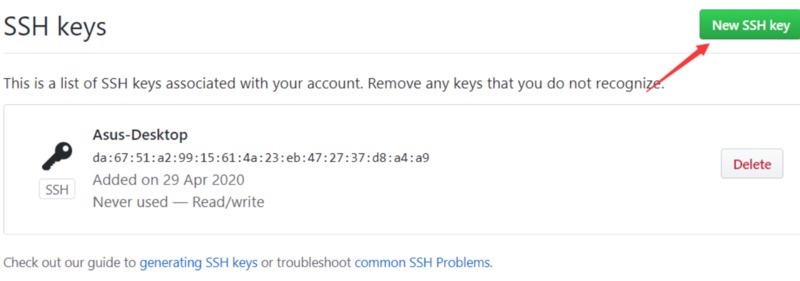 SSH keys
New SSH key
This is a list of SSH keys associated with your account. Remove any keys that you do not recognize.
Asus-Desktop
da:67:51:a2:99:15:61:4a:23:eb:47:27:37:d8:a4:a9
Added on 29 Apr 2020
Never used — Read/write
SSH
Delete
Check out our guide to generating SSH keys or troubleshoot common SSH Problems.